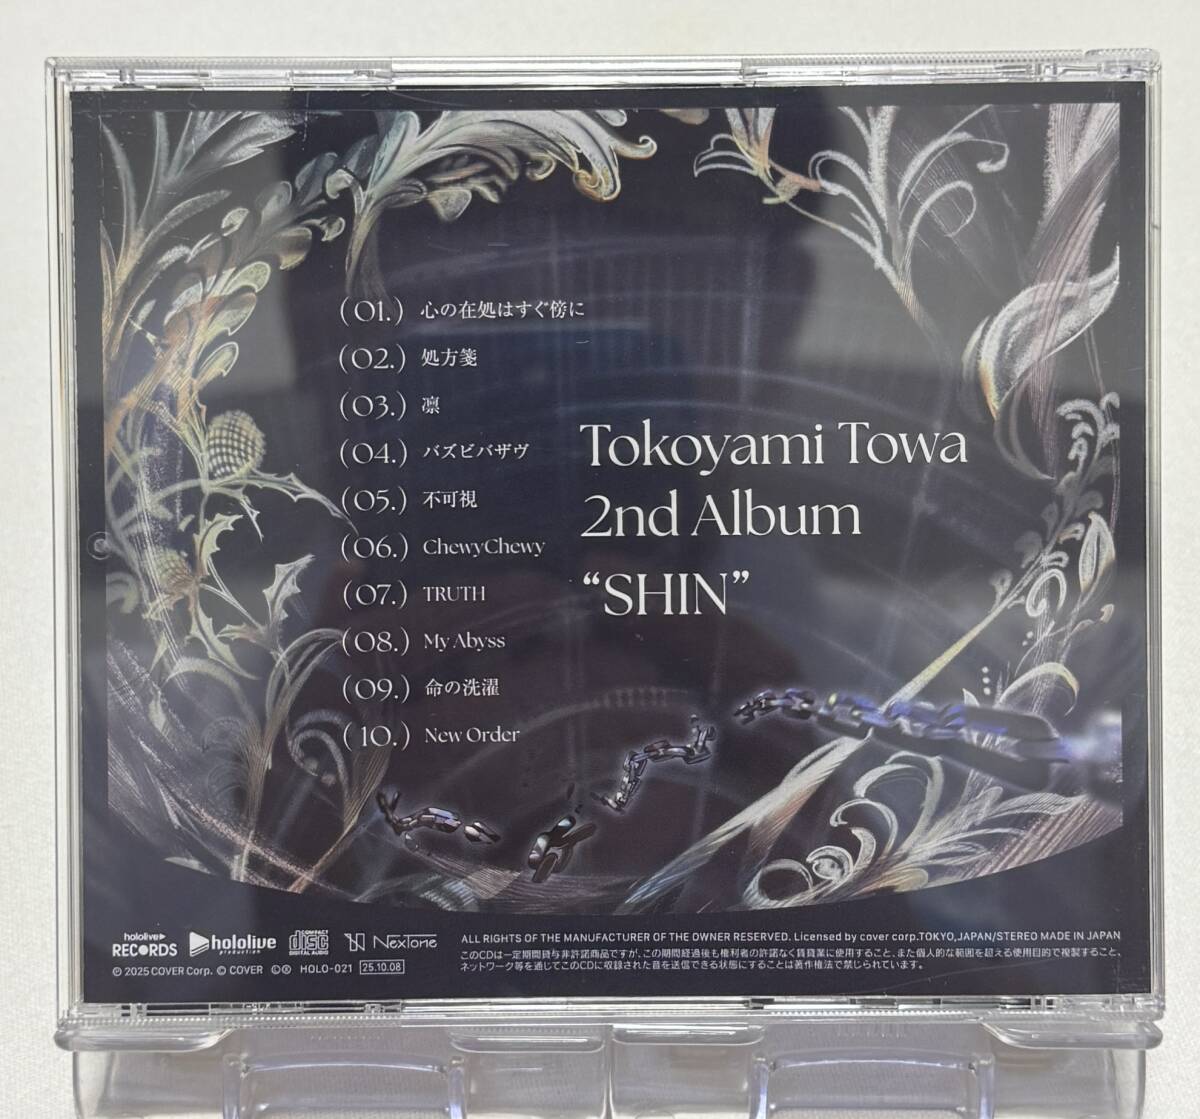 (01.) 心の在処はすぐ傍に
(02.) 処方箋
(03.) 凛
(04.) バズビバザヴ
(05.) 不可視
(06.) ChewyChewy
(07.) TRUTH
(08.) My Abyss
(09.) 命の洗濯
(10.) New Order
Tokoyami Towa
2nd Album
“SHIN”
hololive
RECORDS
hololive
production
COMPACT
disc
DIGITAL AUDIO
NexTone
ALL RIGHTS OF THE MANUFACTURER OF THE OWNER RESERVED. Licensed by cover corp.TOKYO,JAPAN/STEREO MADE IN JAPAN
このCDは一定期間貸与非許諾商品ですが、この期間経過後も権利者の許諾なく賃貸業に使用すること、また個人的な範囲を超える使用目的で複製すること、
ネットワーク等を通じてこのCDに収録された音を送信できる状態にすることは著作権法で禁じられています。
℗ 2025 COVER Corp. © COVER HOLO-021 25.10.08